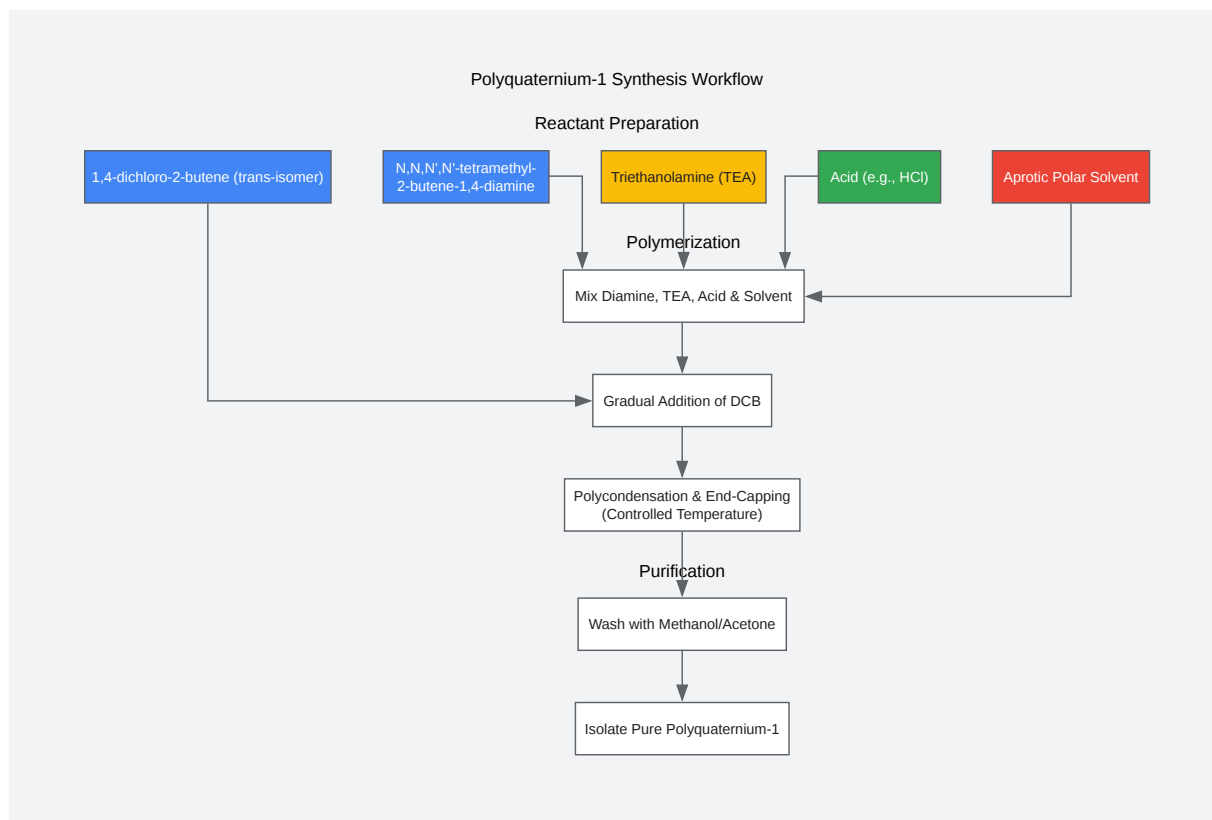 Polyquaternium-1 Synthesis Workflow
Reactant Preparation
1,4-dichloro-2-butene (trans-isomer)
N,N,N',N'-tetramethyl-
2-butene-1,4-diamine
Triethanolamine (TEA)
Acid (e.g., HCl)
Aprotic Polar Solvent
Polymerization
Mix Diamine, TEA, Acid & Solvent
Gradual Addition of DCB
Polycondensation & End-Capping
(Controlled Temperature)
Purification
Wash with Methanol/Acetone
Isolate Pure Polyquaternium-1